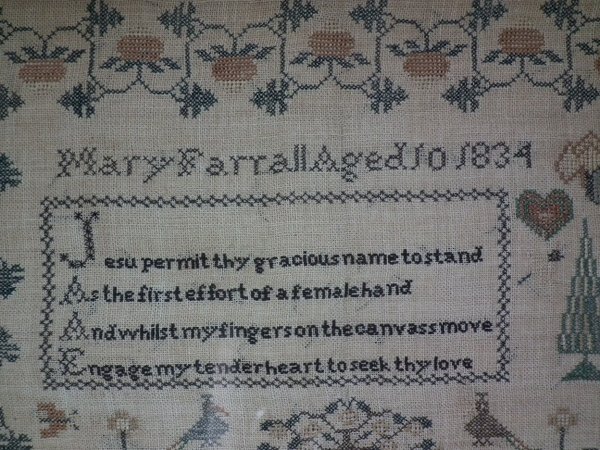 Mary Farrall Aged 10 1834
Jesu permit thy gracious name to stand
As the first effort of a female hand
And whilst my fingers on the canvass move
Engage my tender heart to seek thy love